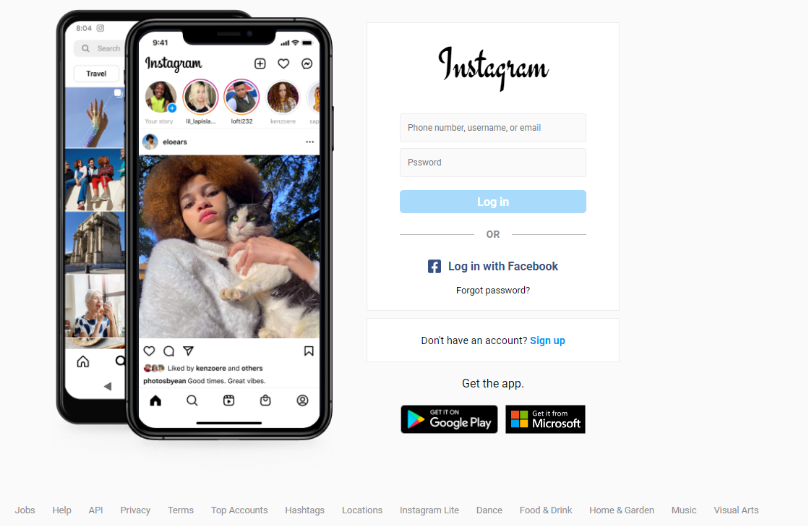 8:04
Search
Travel
9:41
Instagram
Your story
lil_lapisla...
lofti232
kenzoere
eloears
Liked by kenzoere and others
photosbyean Good times. Great vibes.
Instagram
Phone number, username, or email
Pssword
Log in
OR
Log in with Facebook
Forgot password?
Don't have an account? Sign up
Get the app.
GET IT ON
Google Play
Get it from
Microsoft
Jobs Help API Privacy Terms Top Accounts Hashtags Locations Instagram Lite Dance Food & Drink Home & Garden Music Visual Arts